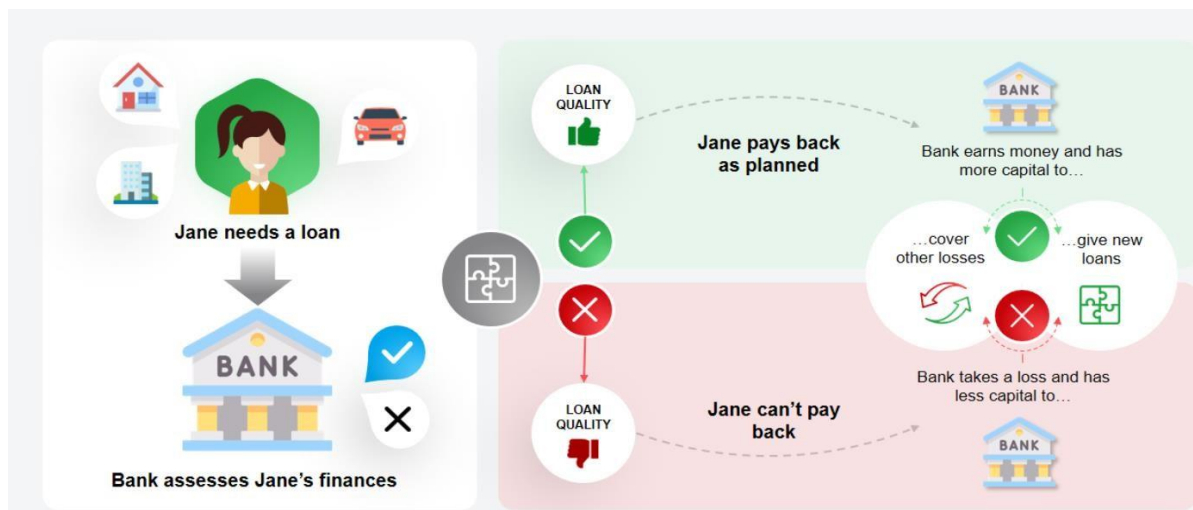 Jane needs a loan
BANK
Bank assesses Jane's finances
LOAN
QUALITY
Jane pays back
as planned
BANK
Bank earns money and has
more capital to…
…cover
other losses
…give new
loans
Bank takes a loss and has
less capital to…
LOAN
QUALITY
Jane can't pay
back
BANK